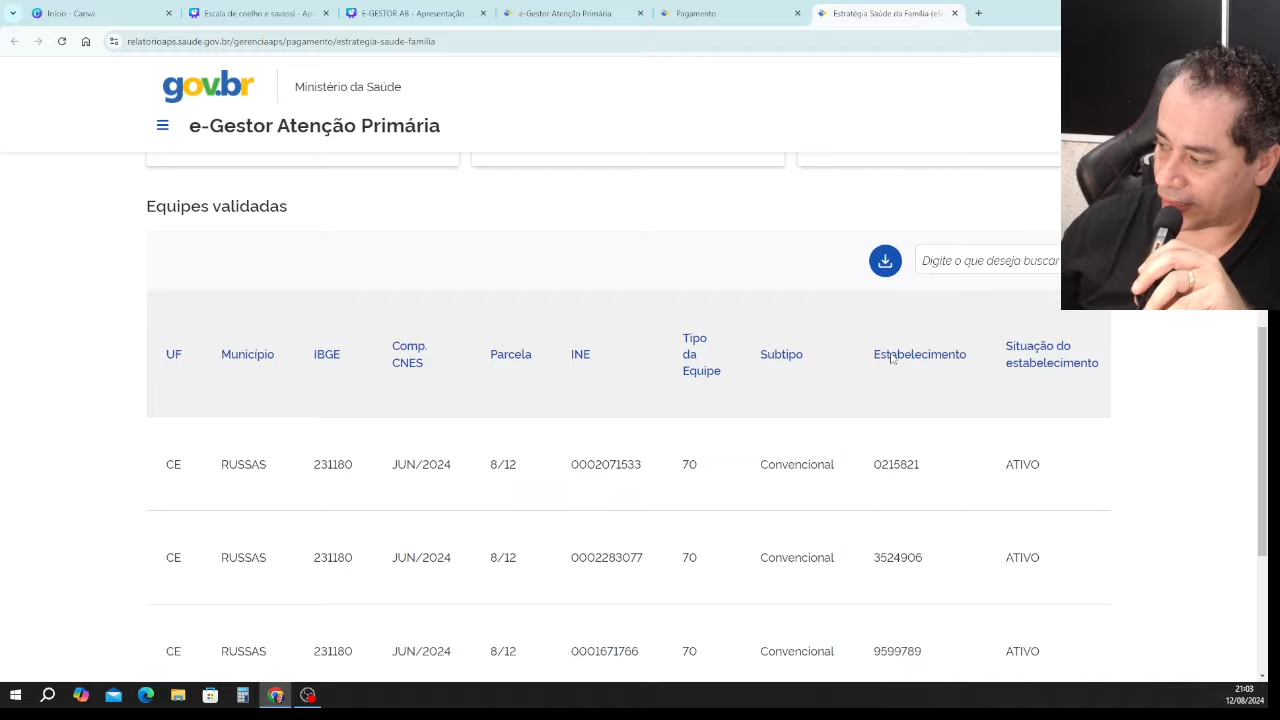 Início - Canva
Escala de coelho e savassi - Ap
E-GESTOR AB - Apresentação
e-Gestor Atenção Primária
Pagamento
Estratégia Saúde da Família (eS
relatorioaps.saude.gov.br/gerenciaaps/pagamento/estrategia-saude-familia
gov.br
Ministério da Saúde
e-Gestor Atenção Primária
Equipes validadas
Digite o que deseja buscar
UF Município IBGE Comp. CNES Parcela INE Tipo da Equipe Subtipo Estabelecimento Situação do estabelecimento
CE RUSSAS 231180 JUN/2024 8/12 0002071533 70 Convencional 0215821 ATIVO
CE RUSSAS 231180 JUN/2024 8/12 0002283077 70 Convencional 3524906 ATIVO
CE RUSSAS 231180 JUN/2024 8/12 0001671766 70 Convencional 9599789 ATIVO
21:03
12/08/2024